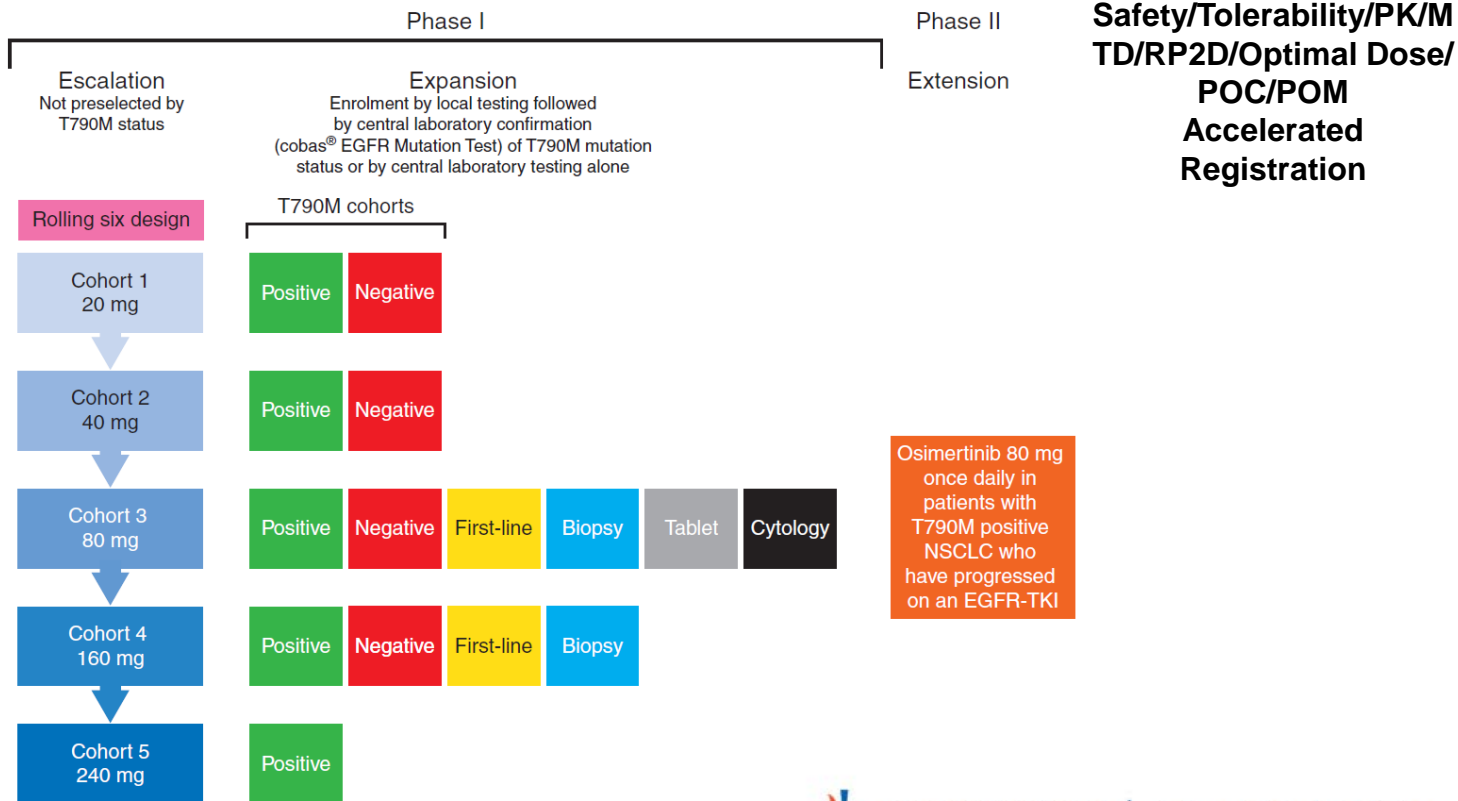 Phase I
Phase II
Safety/Tolerability/PK/M
TD/RP2D/Optimal Dose/
POC/POM
Accelerated
Registration
Escalation
Not preselected by
T790M status
Expansion
Enrolment by local testing followed
by central laboratory confirmation
(cobas® EGFR Mutation Test) of T790M mutation
status or by central laboratory testing alone
Extension
Rolling six design
T790M cohorts
Cohort 1
20 mg
Positive
Negative
Cohort 2
40 mg
Positive
Negative
Cohort 3
80 mg
Positive
Negative
First-line
Biopsy
Tablet
Cytology
Osimertinib 80 mg
once daily in
patients with
T790M positive
NSCLC who
have progressed
on an EGFR-TKI
Cohort 4
160 mg
Positive
Negative
First-line
Biopsy
Cohort 5
240 mg
Positive